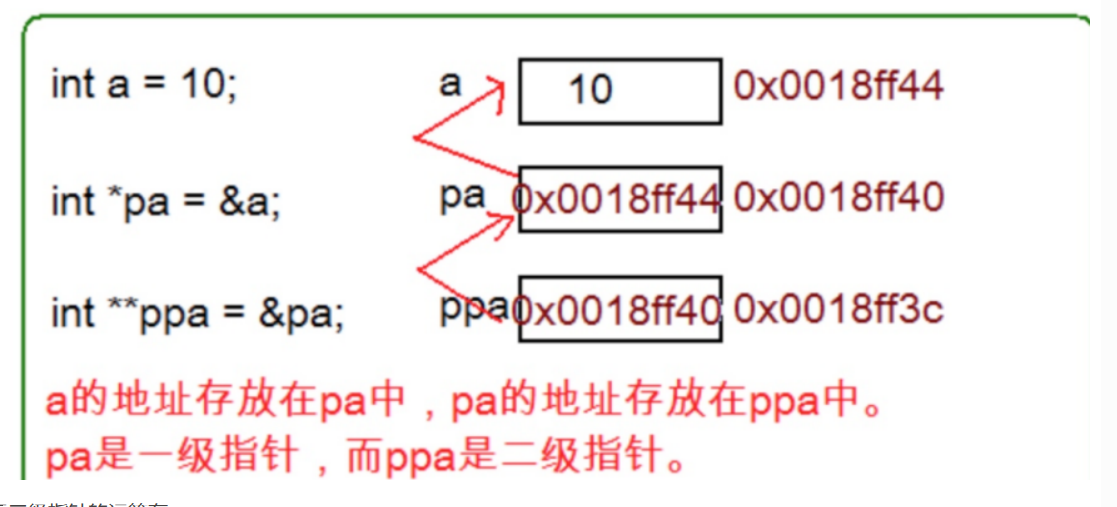 int a = 10; a 10 0x0018ff44
int *pa = &a; pa 0x0018ff44 0x0018ff40
int **ppa = &pa; ppa 0x0018ff40 0x0018ff3c
a的地址存放在pa中，pa的地址存放在ppa中。
pa是一级指针，而ppa是二级指针。